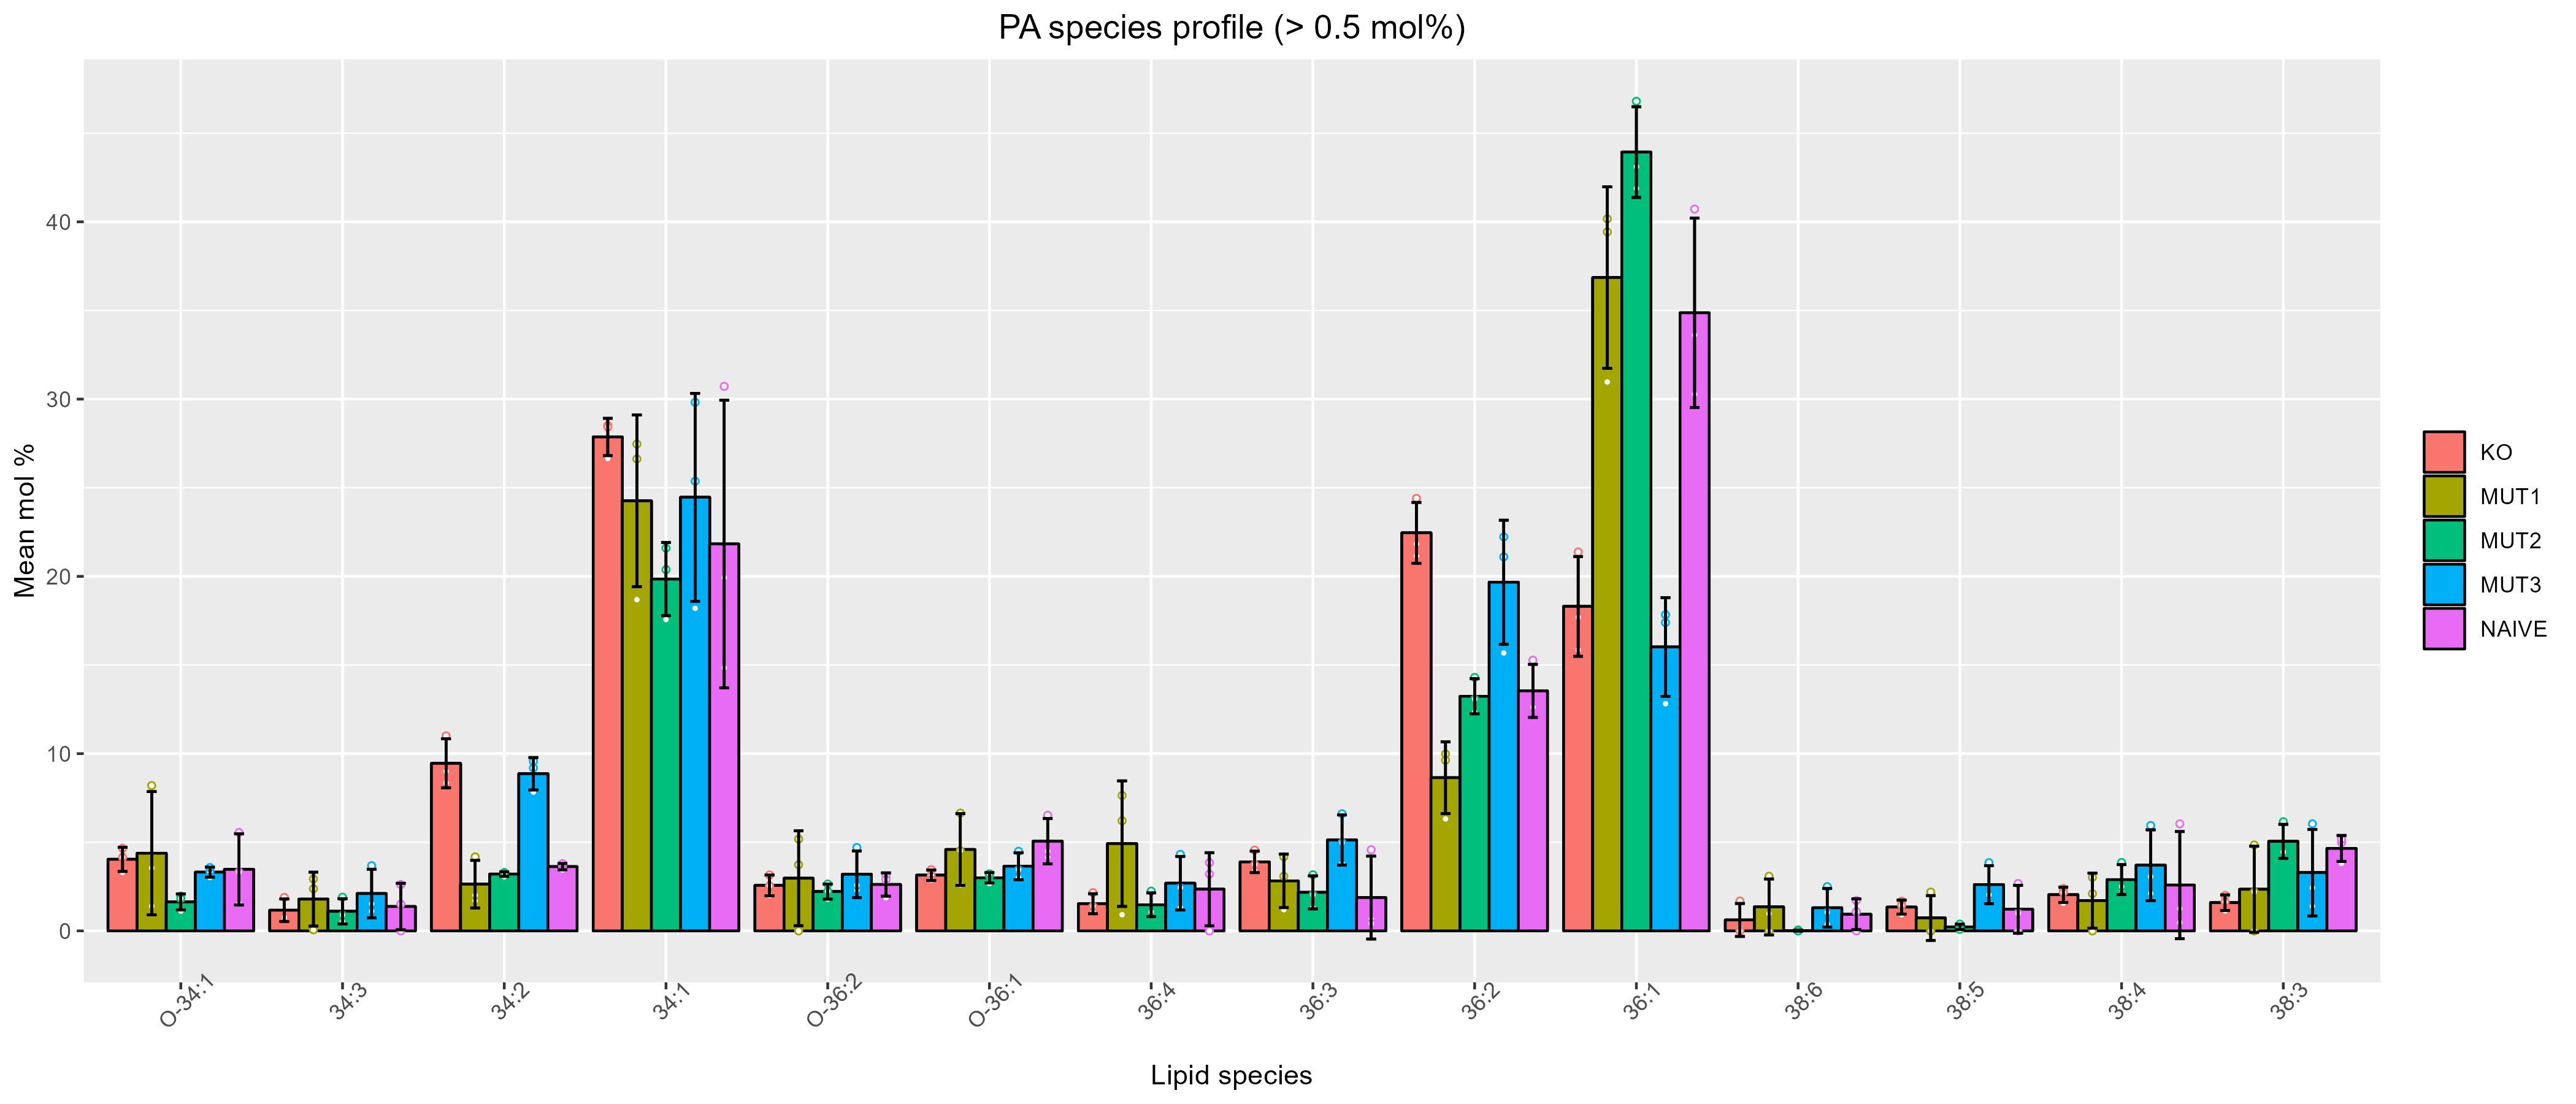 PA species profile (> 0.5 mol%)
Mean mol %
40
30
20
10
0
O-34:1
34:3
34:2
34:1
O-36:2
O-36:1
36:4
36:3
36:2
36:1
38:6
38:5
38:4
38:3
Lipid species
KO
MUT1
MUT2
MUT3
NAIVE